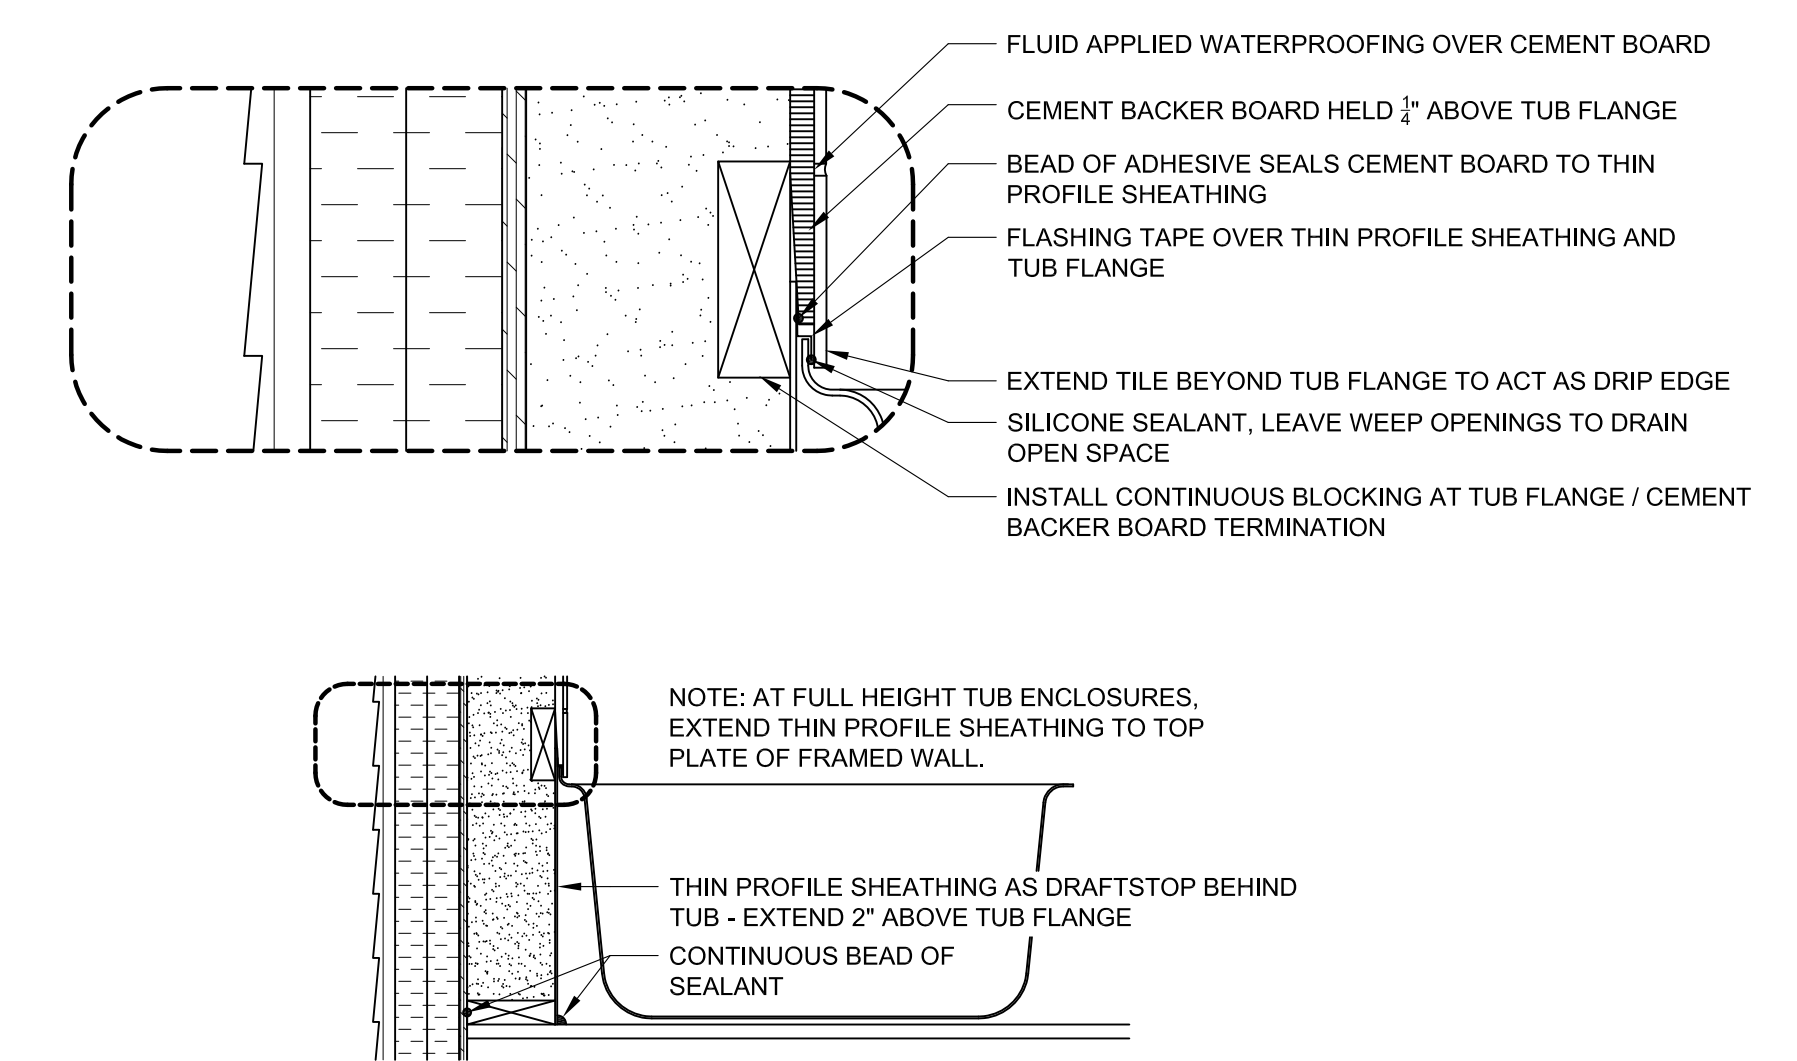 FLUID APPLIED WATERPROOFING OVER CEMENT BOARD
CEMENT BACKER BOARD HELD 1/4" ABOVE TUB FLANGE
BEAD OF ADHESIVE SEALS CEMENT BOARD TO THIN
PROFILE SHEATHING
FLASHING TAPE OVER THIN PROFILE SHEATHING AND
TUB FLANGE
EXTEND TILE BEYOND TUB FLANGE TO ACT AS DRIP EDGE
SILICONE SEALANT, LEAVE WEEP OPENINGS TO DRAIN
OPEN SPACE
INSTALL CONTINUOUS BLOCKING AT TUB FLANGE / CEMENT
BACKER BOARD TERMINATION
NOTE: AT FULL HEIGHT TUB ENCLOSURES,
EXTEND THIN PROFILE SHEATHING TO TOP
PLATE OF FRAMED WALL.
THIN PROFILE SHEATHING AS DRAFTSTOP BEHIND
TUB - EXTEND 2" ABOVE TUB FLANGE
CONTINUOUS BEAD OF
SEALANT